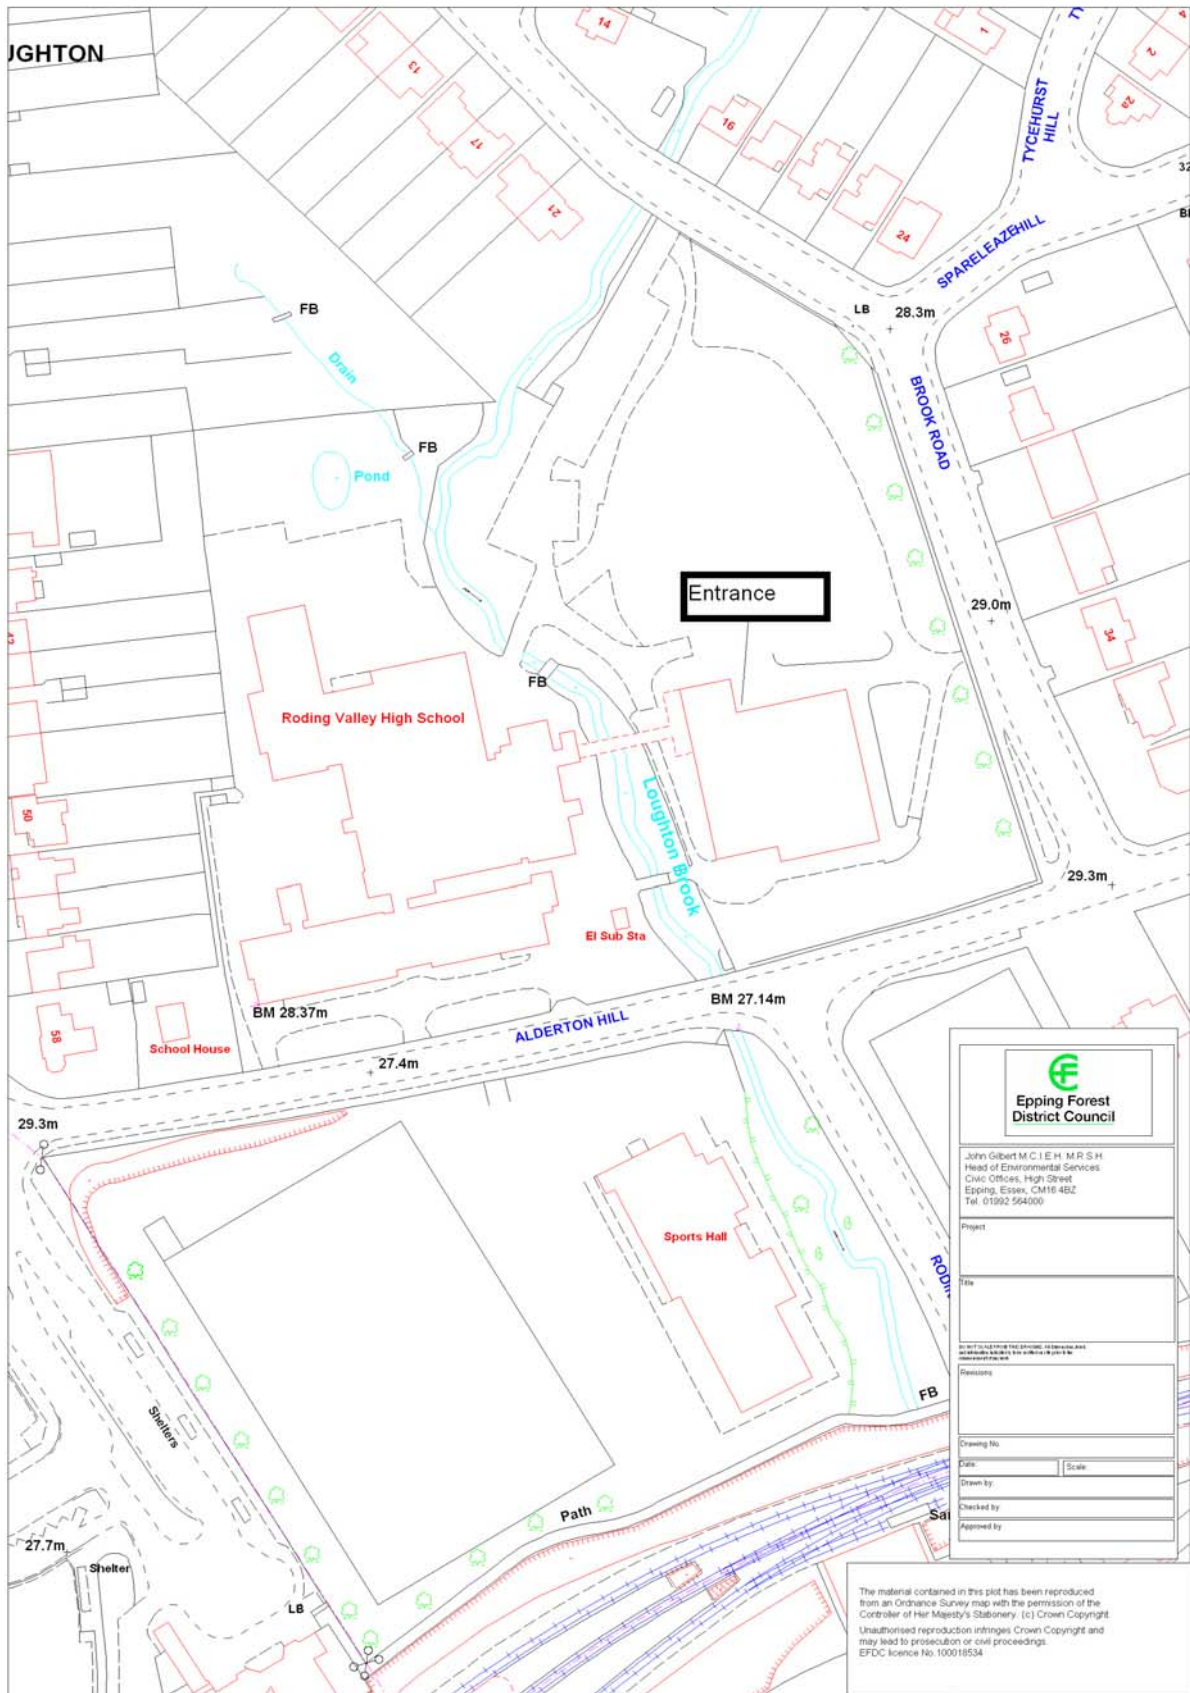 14
1
TY
4
JGHTON
2
13
2a
16
17
TYCEHURST
HILL
32
21
24
SPARELEAZEHILL
FB
LB
28.3m
26
Drain
BROOK ROAD
FB
Pond
Entrance
29.0m
34
FB
Roding Valley High School
Loughton Brook
50
29.3m
El Sub Sta
BM 28.37m
BM 27.14m
ALDERTON HILL
58
School House
27.4m
29.3m
Sports Hall
RODIN
Shelters
FB
Path
Sa
27.7m
Shelter
LB
Epping Forest
District Council
John Gilbert M.C.I.E.H. M.R.S.H.
Head of Environmental Services
Civic Offices, High Street
Epping, Essex, CM16 4BZ
Tel. 01992 564000
Project
Title
Revisions
Drawing No
Date:
Scale:
Drawn by:
Checked by
Approved by
The material contained in this plot has been reproduced
from an Ordnance Survey map with the permission of the
Controller of Her Majesty's Stationery. (c) Crown Copyright
Unauthorised reproduction infringes Crown Copyright and
may lead to prosecution or civil proceedings.
EFDC licence No.100018534